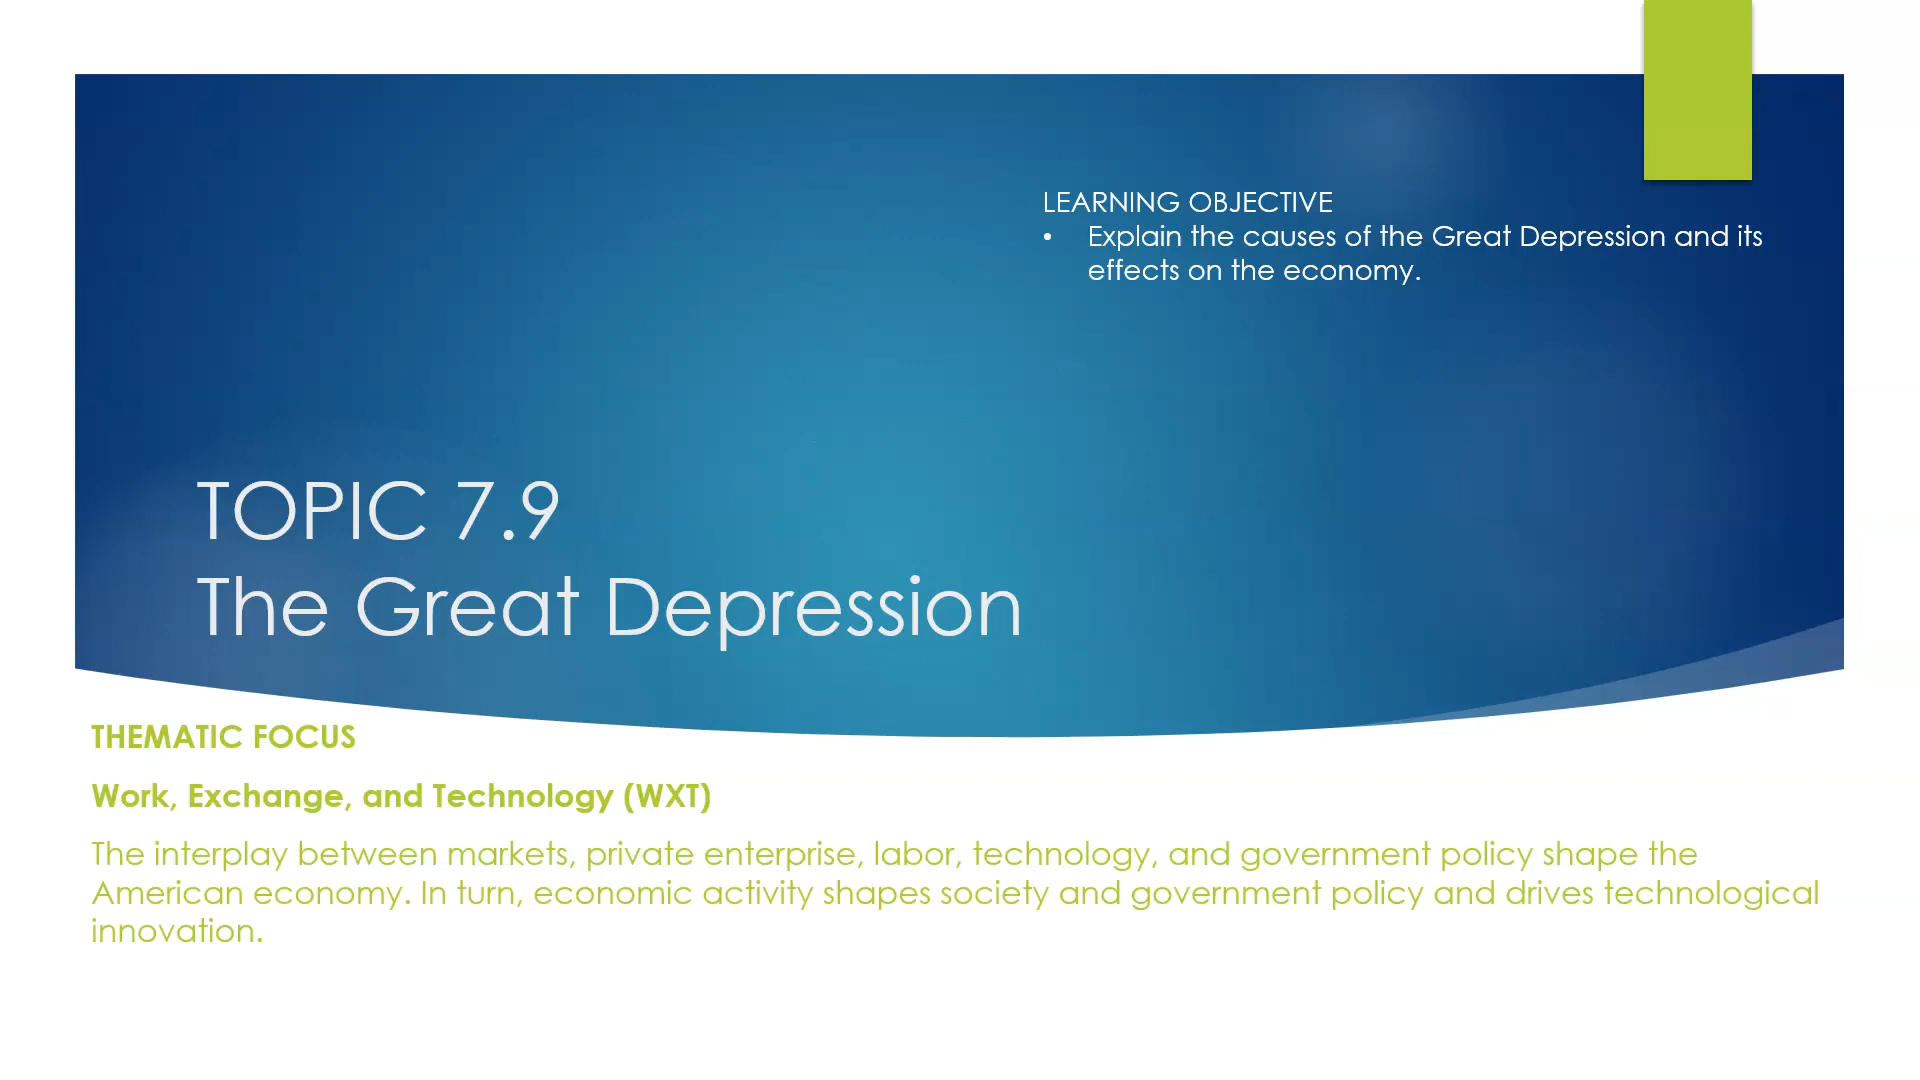 LEARNING OBJECTIVE
• Explain the causes of the Great Depression and its
effects on the economy.
TOPIC 7.9
The Great Depression
THEMATIC FOCUS
Work, Exchange, and Technology (WXT)
The interplay between markets, private enterprise, labor, technology, and government policy shape the
American economy. In turn, economic activity shapes society and government policy and drives technological
innovation.